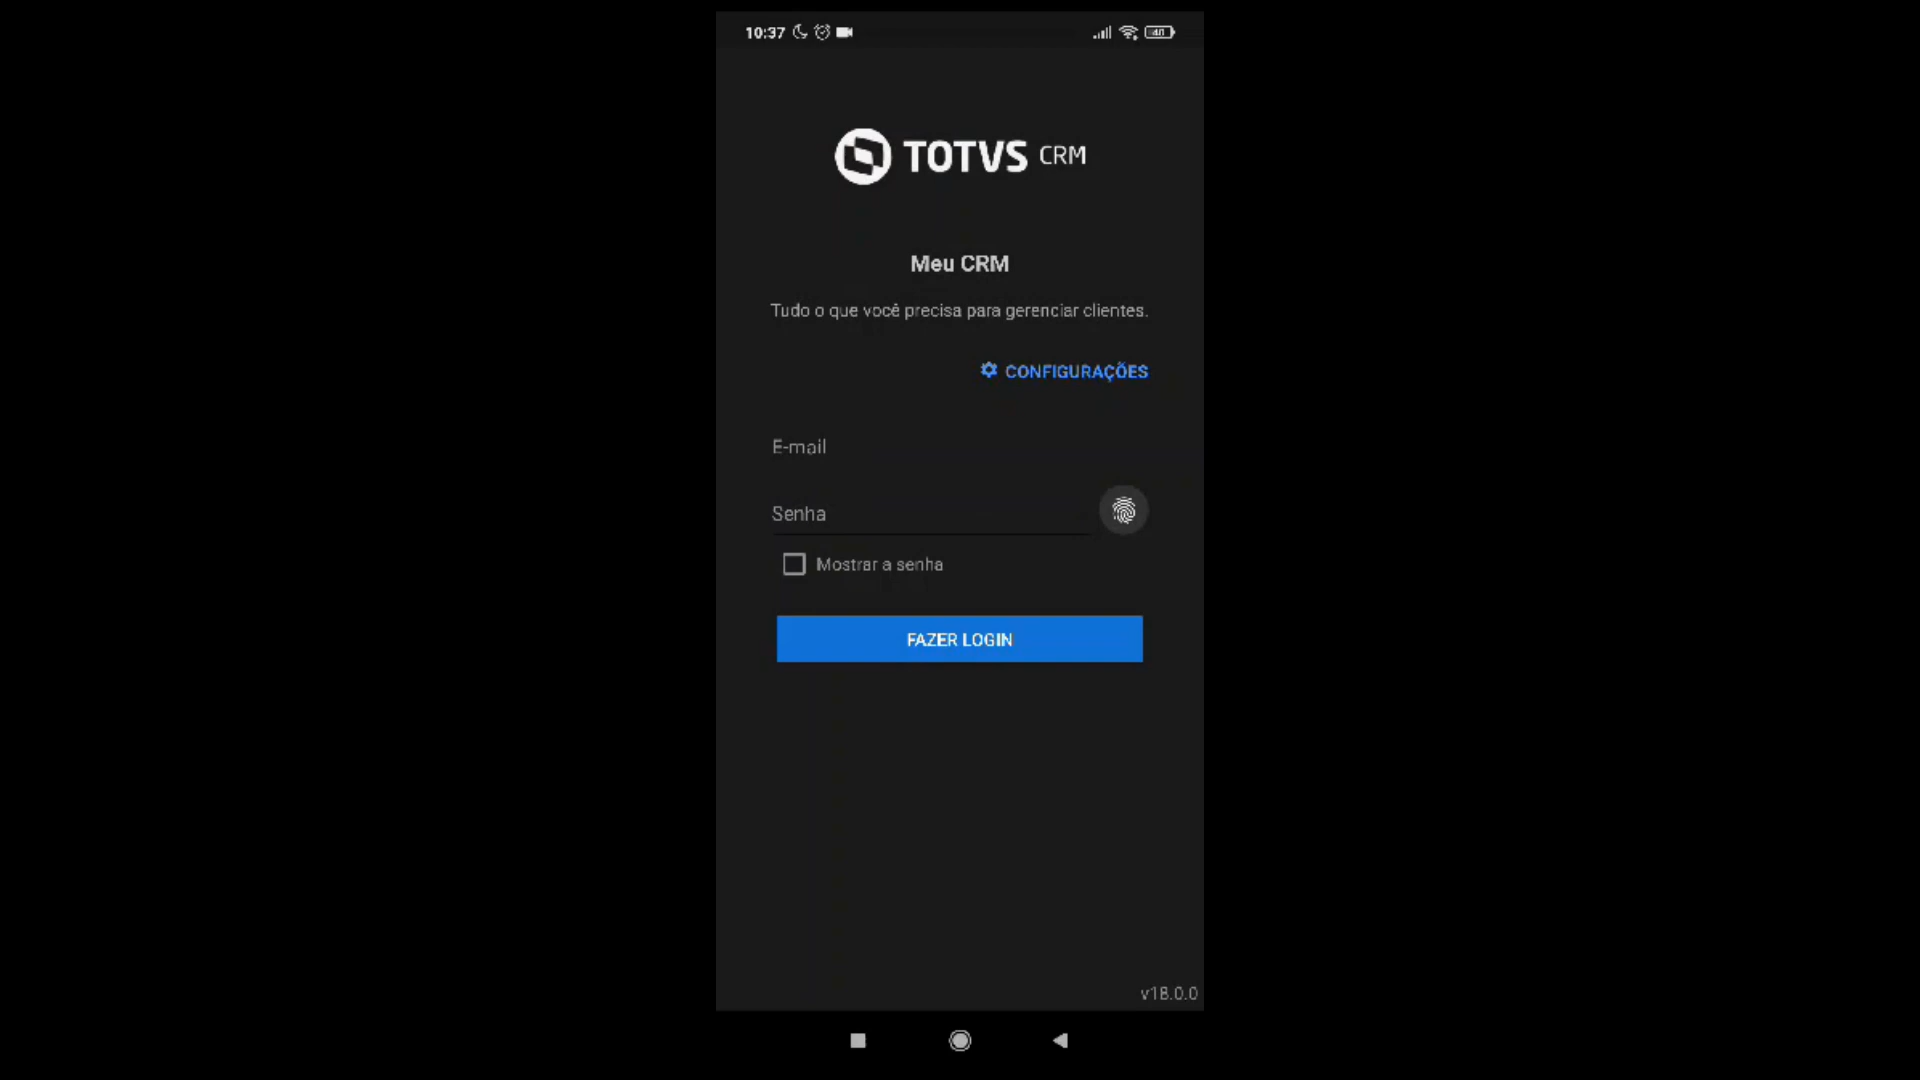 10:37
40
TOTVS CRM
Meu CRM
Tudo o que você precisa para gerenciar clientes.
CONFIGURAÇÕES
E-mail
Senha
Mostrar a senha
FAZER LOGIN
v18.0.0